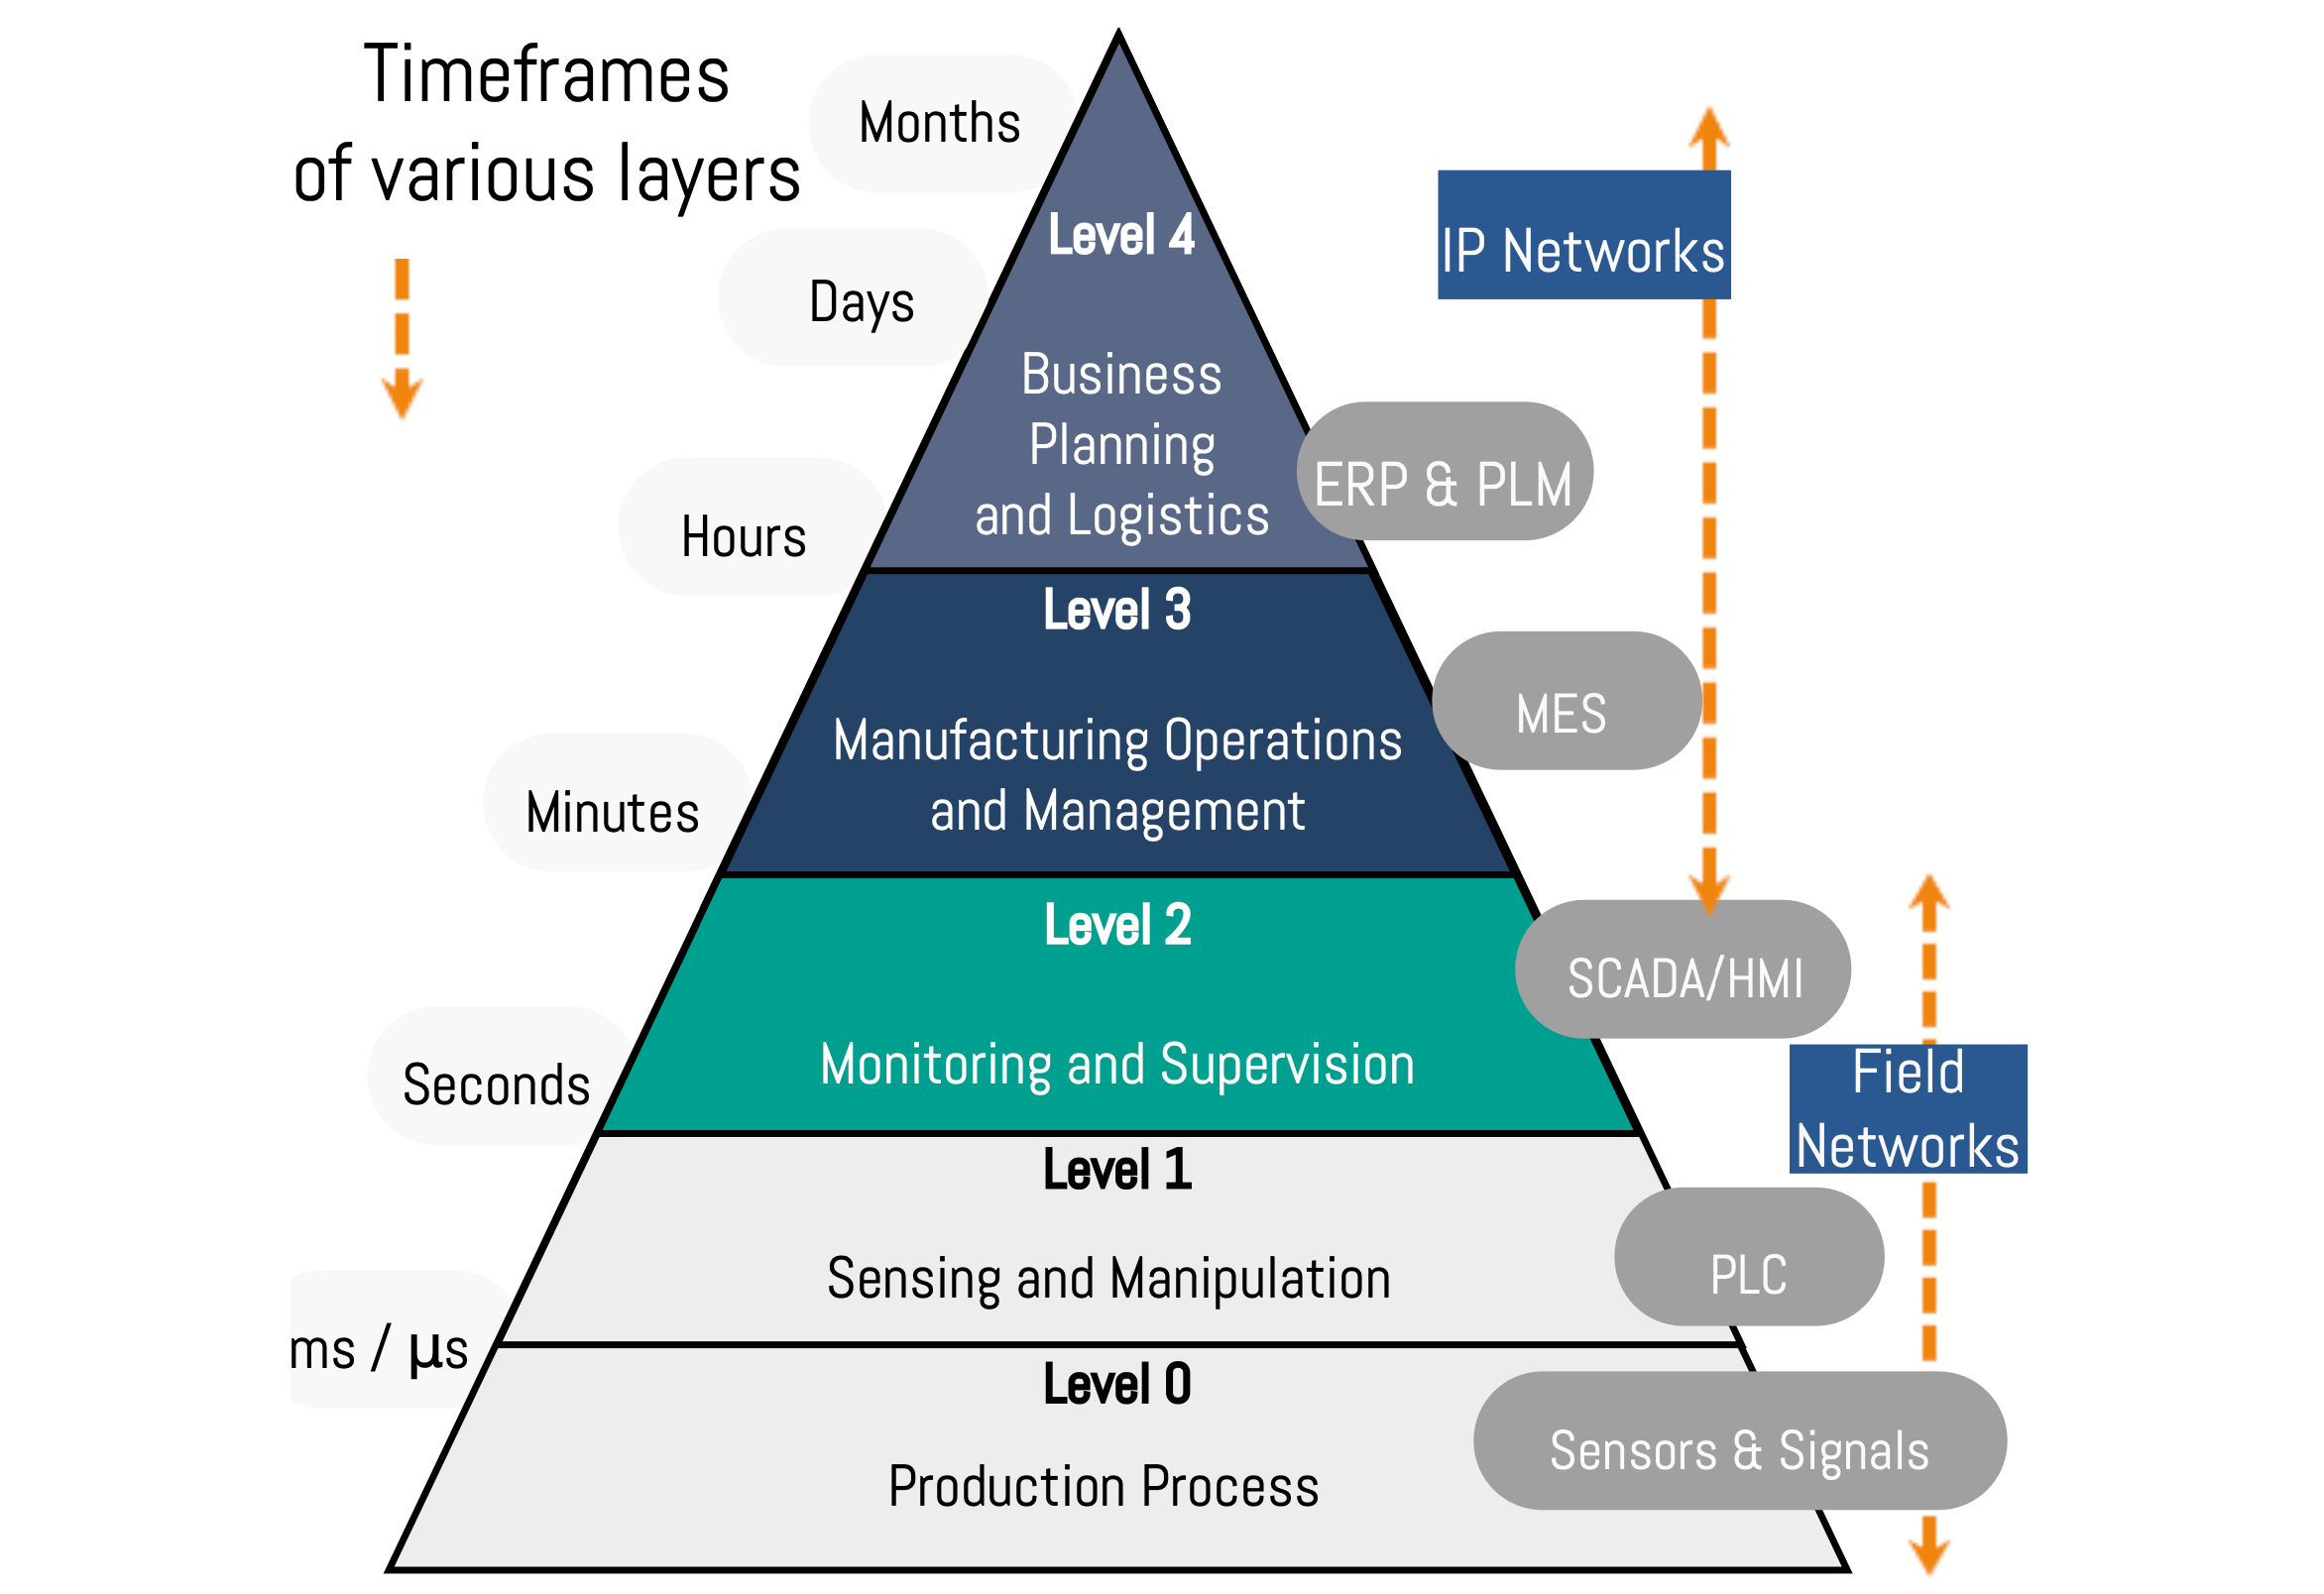 Timeframes
of various layers
Months
Days
Hours
Minutes
Seconds
ms / µs
Level 4
Business
Planning
and Logistics
Level 3
Manufacturing Operations
and Management
Level 2
Monitoring and Supervision
Level 1
Sensing and Manipulation
Level 0
Production Process
IP Networks
ERP & PLM
MES
SCADA/HMI
Field
Networks
PLC
Sensors & Signals